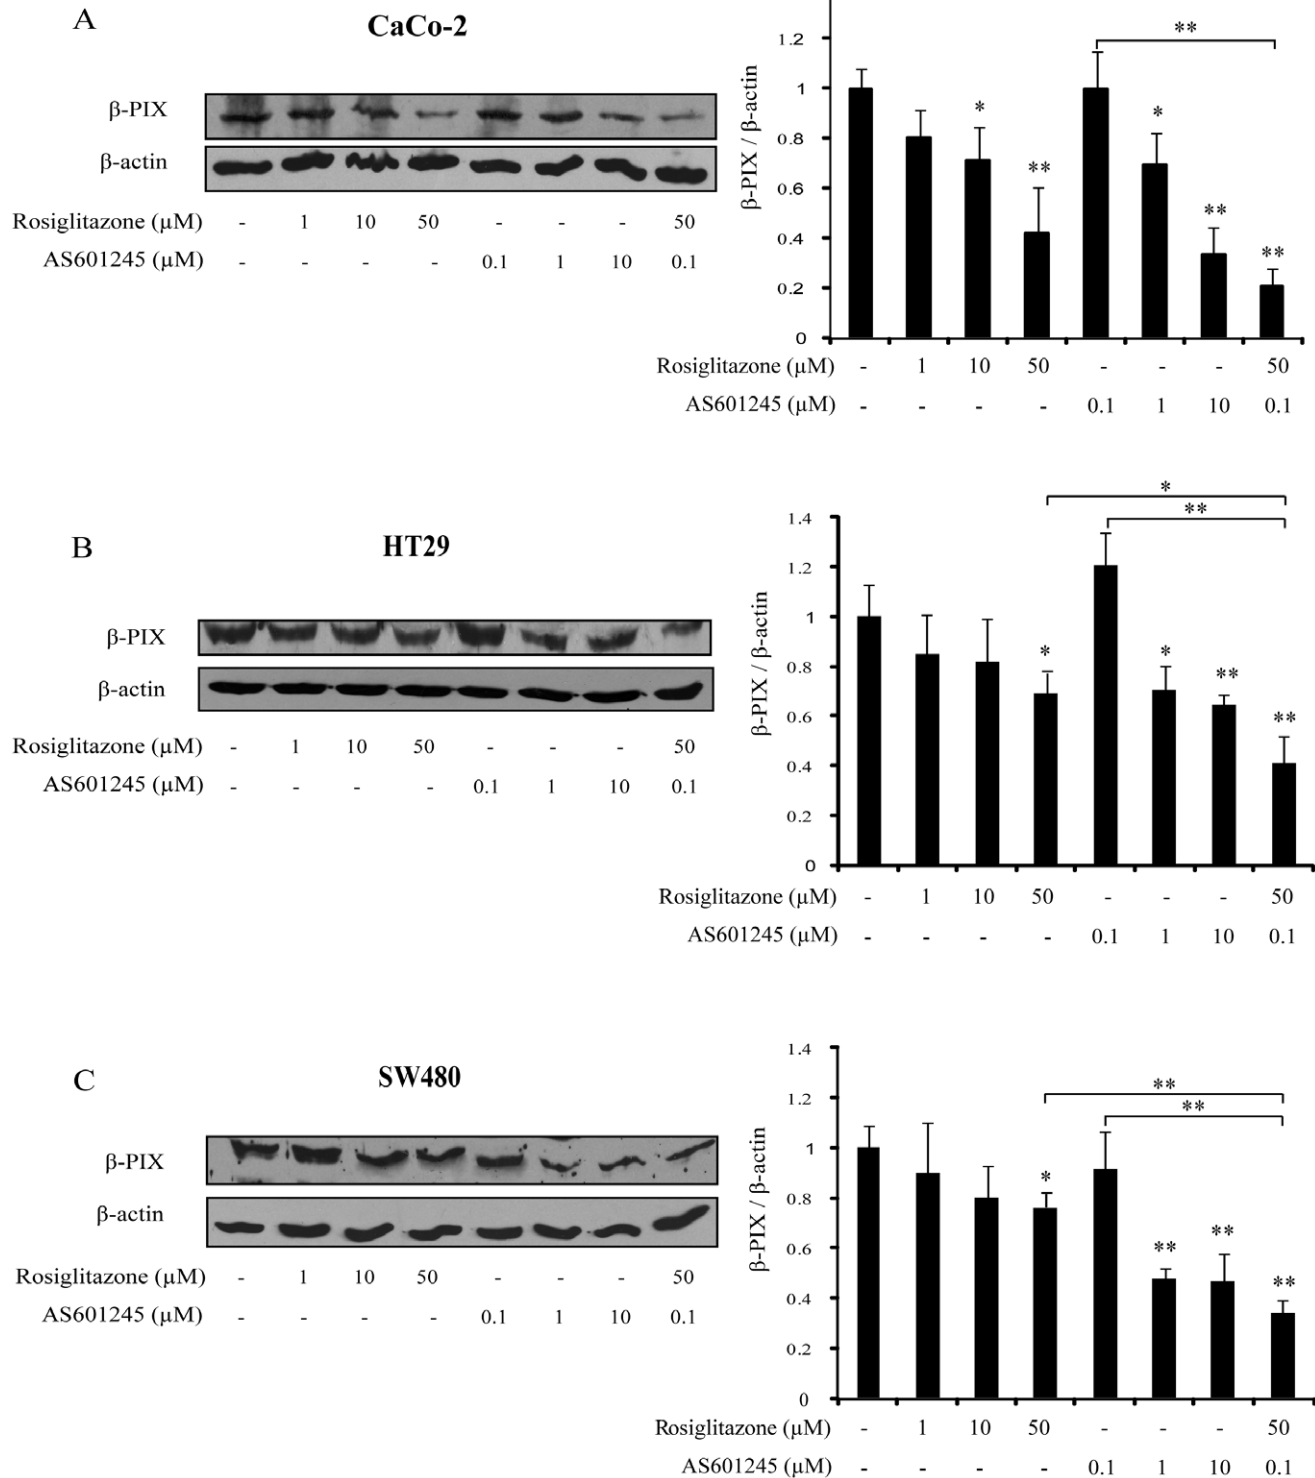 A
CaCo-2
β-PIX
β-actin
Rosiglitazone (µM) - 1 10 50 - - - 50
AS601245 (µM) - - - - 0.1 1 10 0.1
β-PIX / β-actin
1.2
1
0.8
0.6
0.4
0.2
0
* ** * ** ** **
Rosiglitazone (µM) - 1 10 50 - - - 50
AS601245 (µM) - - - - 0.1 1 10 0.1
B
HT29
β-PIX
β-actin
Rosiglitazone (µM) - 1 10 50 - - - 50
AS601245 (µM) - - - - 0.1 1 10 0.1
β-PIX / β-actin
1.4
1.2
1
0.8
0.6
0.4
0.2
0
*
**
* * ** **
Rosiglitazone (µM) - 1 10 50 - - - 50
AS601245 (µM) - - - - 0.1 1 10 0.1
C
SW480
β-PIX
β-actin
Rosiglitazone (µM) - 1 10 50 - - - 50
AS601245 (µM) - - - - 0.1 1 10 0.1
β-PIX / β-actin
1.4
1.2
1
0.8
0.6
0.4
0.2
0
**
**
* ** ** **
Rosiglitazone (µM) - 1 10 50 - - - 50
AS601245 (µM) - - - - 0.1 1 10 0.1